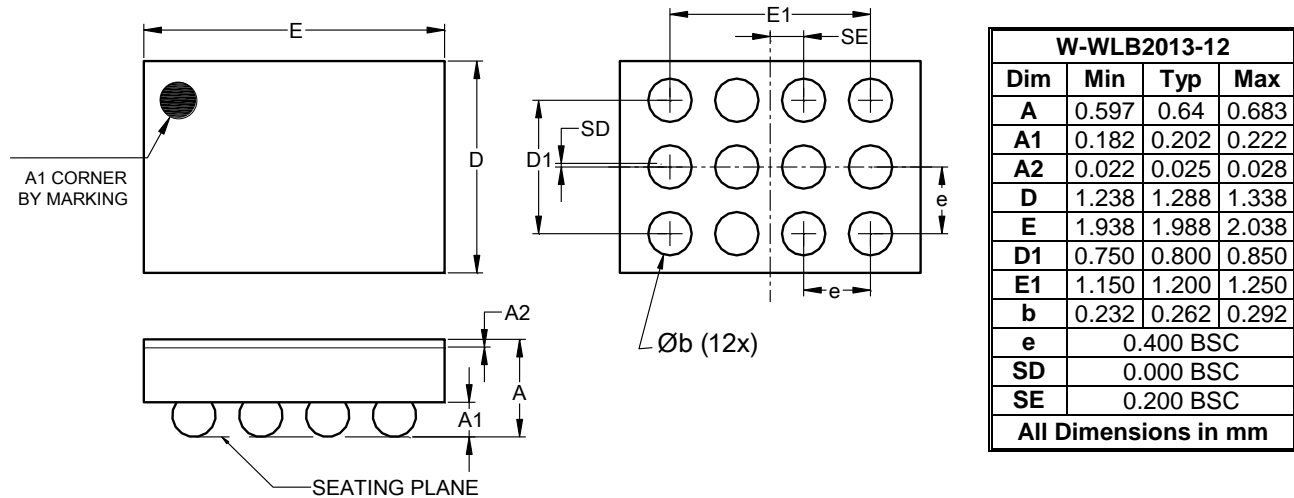 E
D
A1 CORNER
BY MARKING
A2
A
A1
SEATING PLANE
E1
SE
SD
D1
e
e
Øb (12x)
W-WLB2013-12
Dim Min Typ Max
A 0.597 0.64 0.683
A1 0.182 0.202 0.222
A2 0.022 0.025 0.028
D 1.238 1.288 1.338
E 1.938 1.988 2.038
D1 0.750 0.800 0.850
E1 1.150 1.200 1.250
b 0.232 0.262 0.292
e 0.400 BSC
SD 0.000 BSC
SE 0.200 BSC
All Dimensions in mm